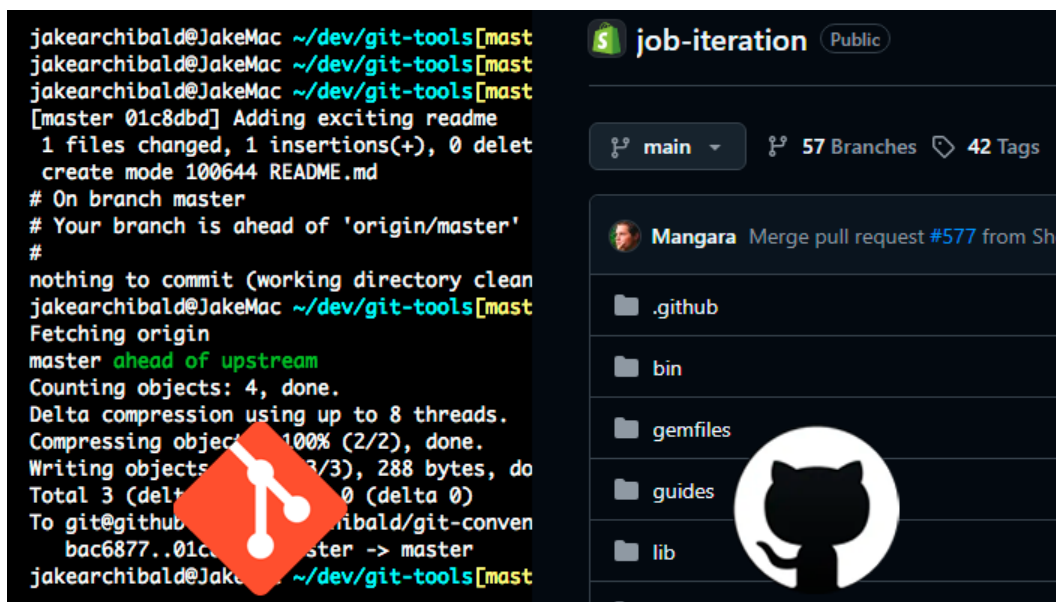 jakearchibald@JakeMac ~/dev/git-tools[mast
jakearchibald@JakeMac ~/dev/git-tools[mast
jakearchibald@JakeMac ~/dev/git-tools[mast
[master 01c8dbd] Adding exciting readme
1 files changed, 1 insertions(+), 0 delet
create mode 100644 README.md
# On branch master
# Your branch is ahead of 'origin/master'
#
nothing to commit (working directory clean
jakearchibald@JakeMac ~/dev/git-tools[mast
Fetching origin
master ahead of upstream
Counting objects: 4, done.
Delta compression using up to 8 threads.
Compressing objec 100% (2/2), done.
Writing objects 3/3), 288 bytes, do
Total 3 (delt 0 (delta 0)
To git@github hibald/git-conven
bac6877..01c ster -> master
jakearchibald@Jak ~/dev/git-tools[mast
job-iteration Public
main 57 Branches 42 Tags
Mangara Merge pull request #577 from Sh
.github
bin
gemfiles
guides
lib